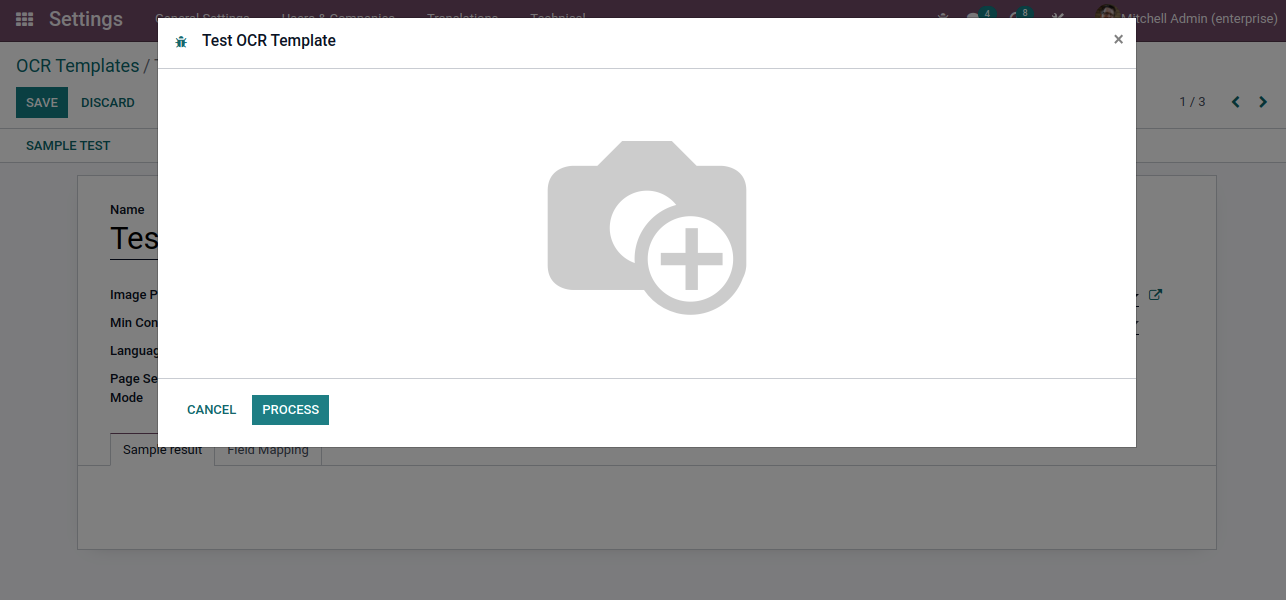 Settings General Settings Users & Companies Translations Technical 4 8 Mitchell Admin (enterprise)
Test OCR Template ×
OCR Templates /
SAVE DISCARD 1 / 3
SAMPLE TEST
Name
Tes
Image P
Min Con
Languag
Page Se
Mode
CANCEL PROCESS
Sample result Field Mapping